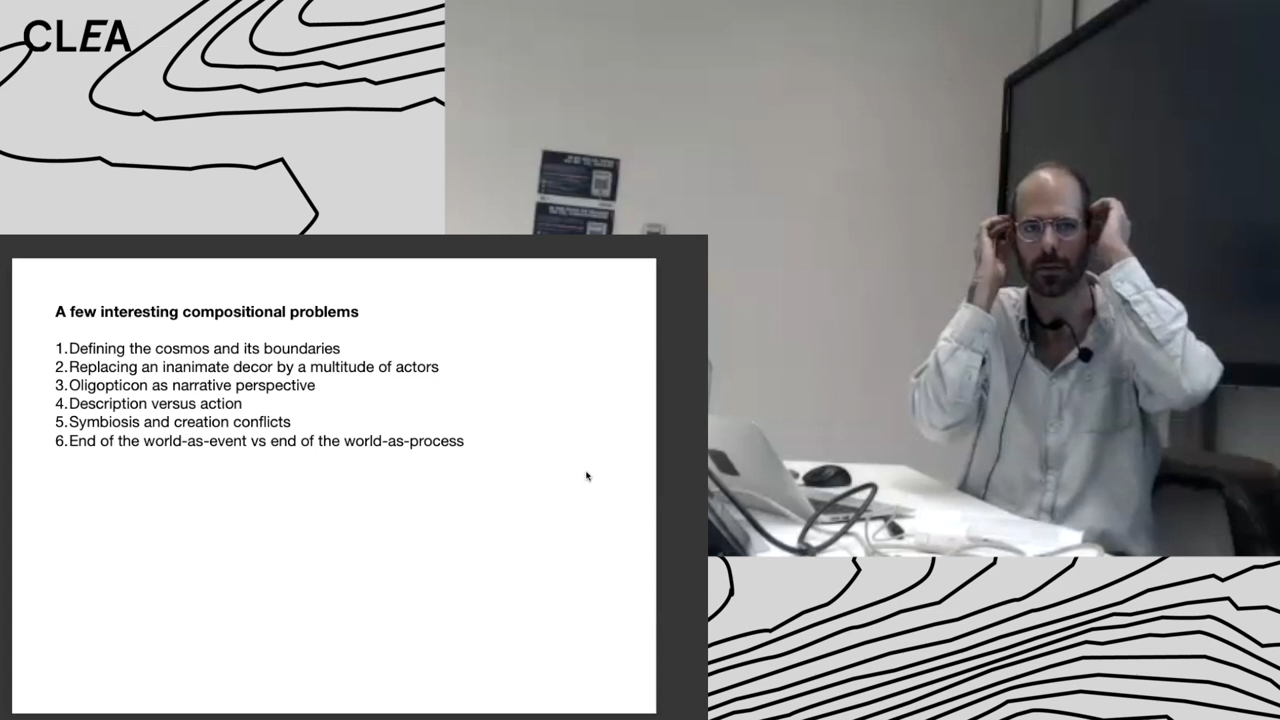 CLEA
A few interesting compositional problems
1.Defining the cosmos and its boundaries
2.Replacing an inanimate decor by a multitude of actors
3.Oligopticon as narrative perspective
4.Description versus action
5.Symbiosis and creation conflicts
6.End of the world-as-event vs end of the world-as-process